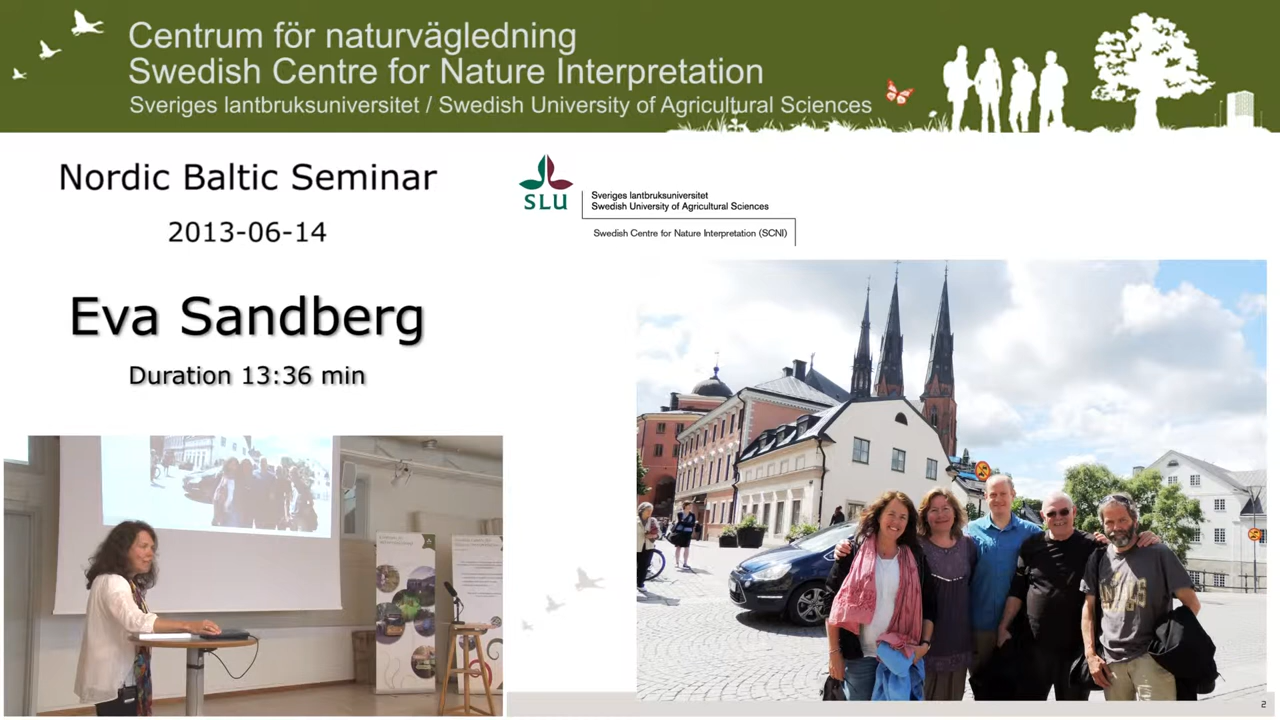 Centrum för naturvägledning
Swedish Centre for Nature Interpretation
Sveriges lantbruksuniversitet / Swedish University of Agricultural Sciences
Nordic Baltic Seminar
2013-06-14
Eva Sandberg
Duration 13:36 min
SLU
Sveriges lantbruksuniversitet
Swedish University of Agricultural Sciences
Swedish Centre for Nature Interpretation (SCNI)
2